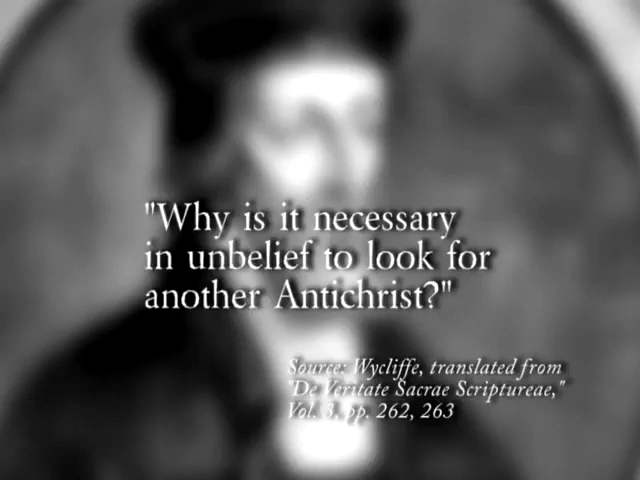 "Why is it necessary
in unbelief to look for
another Antichrist?"
Source: Wycliffe, translated from
"De Veritate Sacrae Scriptureae,"
Vol. 3, pp. 262, 263